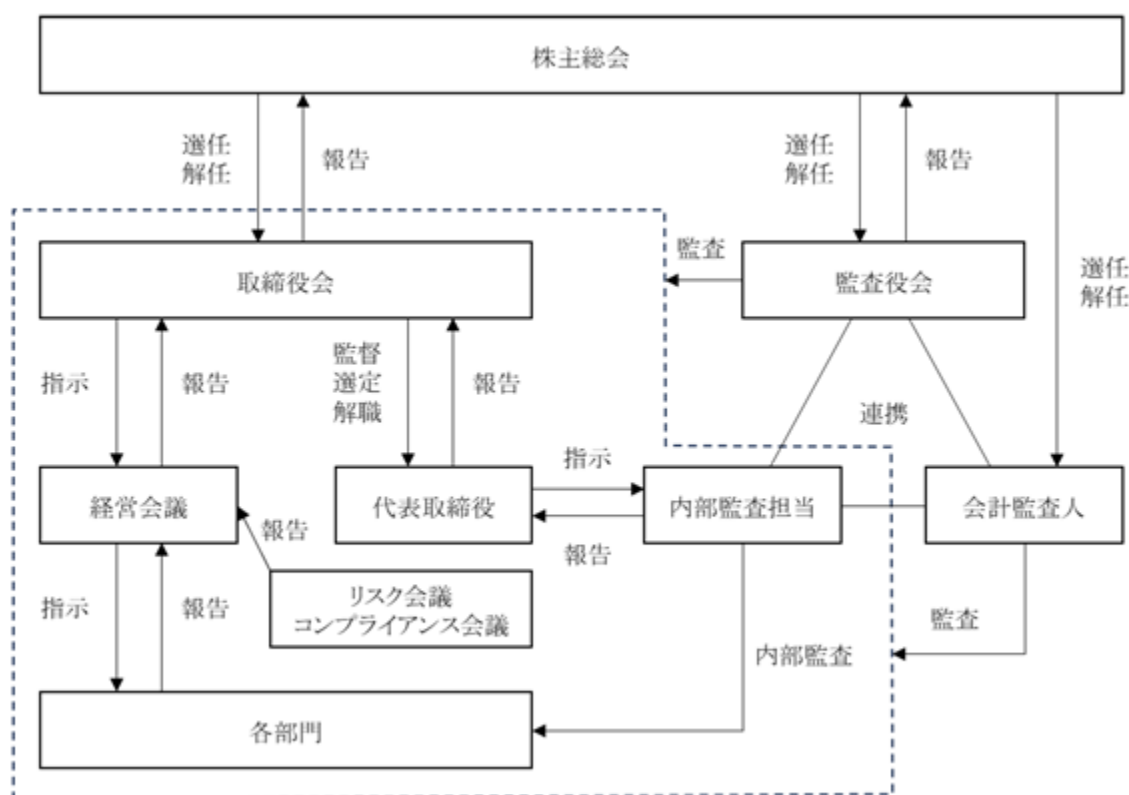 株主総会
選任
解任
報告
選任
解任
報告
選任
解任
取締役会
監査
監査役会
指示
報告
監督
選定
解職
報告
連携
経営会議
代表取締役
指示
報告
内部監査担当
会計監査人
報告
リスク会議
コンプライアンス会議
指示
報告
内部監査
監査
各部門